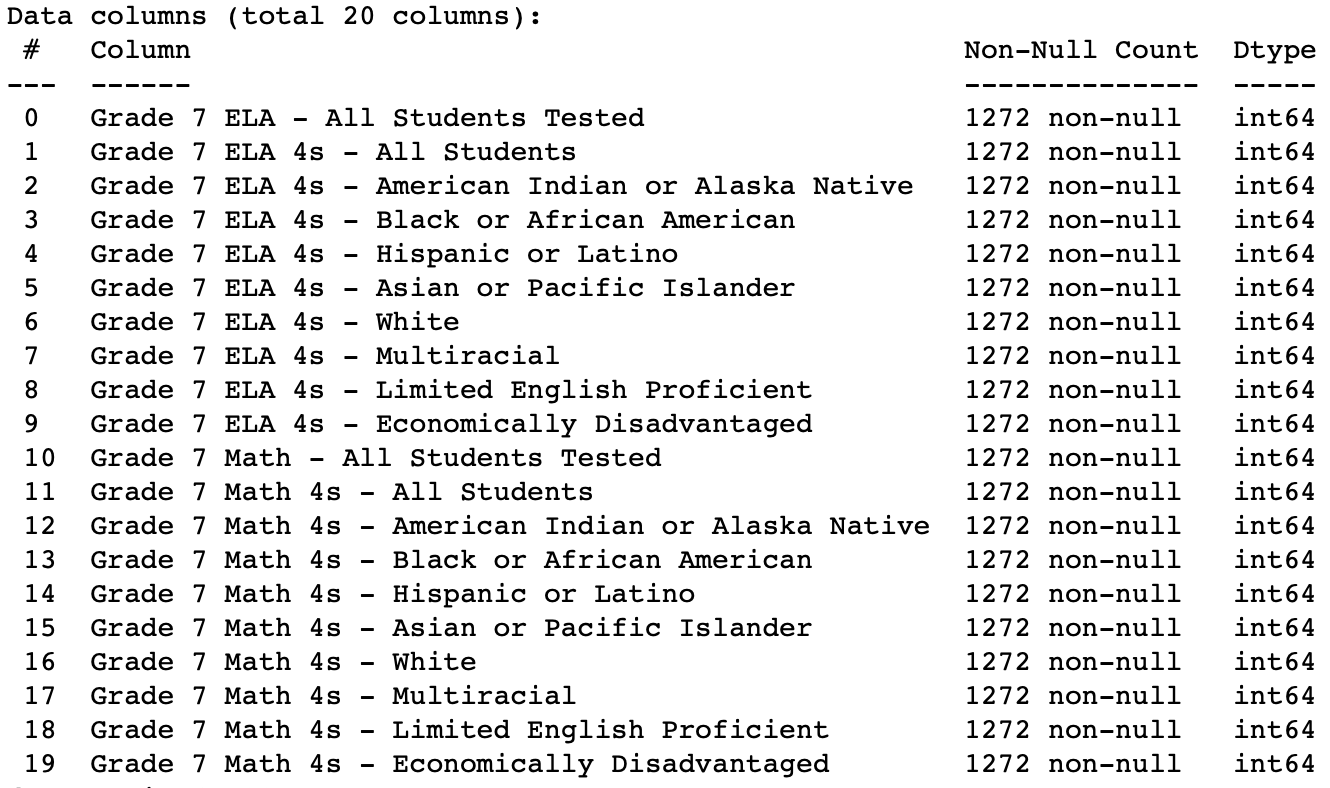 Data columns (total 20 columns):
 #   Column                                             Non-Null Count  Dtype
---  ------                                             --------------  -----
 0   Grade 7 ELA - All Students Tested                  1272 non-null   int64
 1   Grade 7 ELA 4s - All Students                      1272 non-null   int64
 2   Grade 7 ELA 4s - American Indian or Alaska Native  1272 non-null   int64
 3   Grade 7 ELA 4s - Black or African American         1272 non-null   int64
 4   Grade 7 ELA 4s - Hispanic or Latino                1272 non-null   int64
 5   Grade 7 ELA 4s - Asian or Pacific Islander         1272 non-null   int64
 6   Grade 7 ELA 4s - White                             1272 non-null   int64
 7   Grade 7 ELA 4s - Multiracial                       1272 non-null   int64
 8   Grade 7 ELA 4s - Limited English Proficient        1272 non-null   int64
 9   Grade 7 ELA 4s - Economically Disadvantaged        1272 non-null   int64
 10  Grade 7 Math - All Students Tested                 1272 non-null   int64
 11  Grade 7 Math 4s - All Students                     1272 non-null   int64
 12  Grade 7 Math 4s - American Indian or Alaska Native 1272 non-null   int64
 13  Grade 7 Math 4s - Black or African American        1272 non-null   int64
 14  Grade 7 Math 4s - Hispanic or Latino               1272 non-null   int64
 15  Grade 7 Math 4s - Asian or Pacific Islander        1272 non-null   int64
 16  Grade 7 Math 4s - White                            1272 non-null   int64
 17  Grade 7 Math 4s - Multiracial                      1272 non-null   int64
 18  Grade 7 Math 4s - Limited English Proficient       1272 non-null   int64
 19  Grade 7 Math 4s - Economically Disadvantaged       1272 non-null   int64